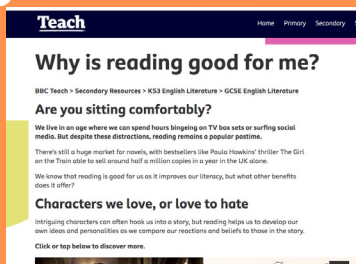 Teach
Home Primary Secondary
Why is reading good for me?
BBC Teach > Secondary Resources > KS3 English Literature > GCSE English Literature
Are you sitting comfortably?
We live in an age where we can spend hours bingeing on TV box sets or surfing social
media. But despite these distractions, reading remains a popular pastime.
There's still a huge market for novels, with bestsellers like Paula Hawkins' thriller The Girl
on the Train able to sell around half a million copies in a year in the UK alone.
We know that reading is good for us as it improves our literacy, but what other benefits
does it offer?
Characters we love, or love to hate
Intriguing characters can often hook us into a story, but reading helps us to develop our
own ideas and personalities as we compare our reactions and beliefs to those in the story.
Click or tap below to discover more.